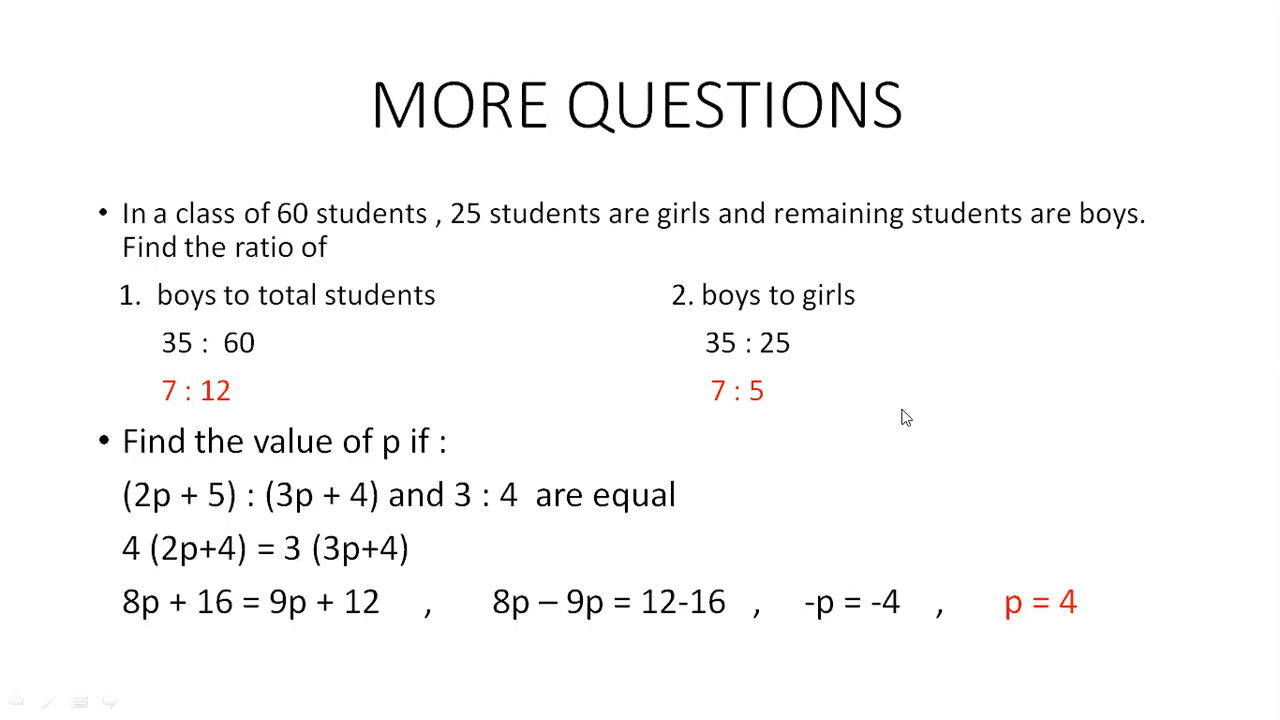 MORE QUESTIONS
• In a class of 60 students , 25 students are girls and remaining students are boys.
Find the ratio of
1. boys to total students 2. boys to girls
35 : 60 35 : 25
7 : 12 7 : 5
• Find the value of p if :
(2p + 5) : (3p + 4) and 3 : 4 are equal
4 (2p+4) = 3 (3p+4)
8p + 16 = 9p + 12 , 8p – 9p = 12-16 , -p = -4 , p = 4